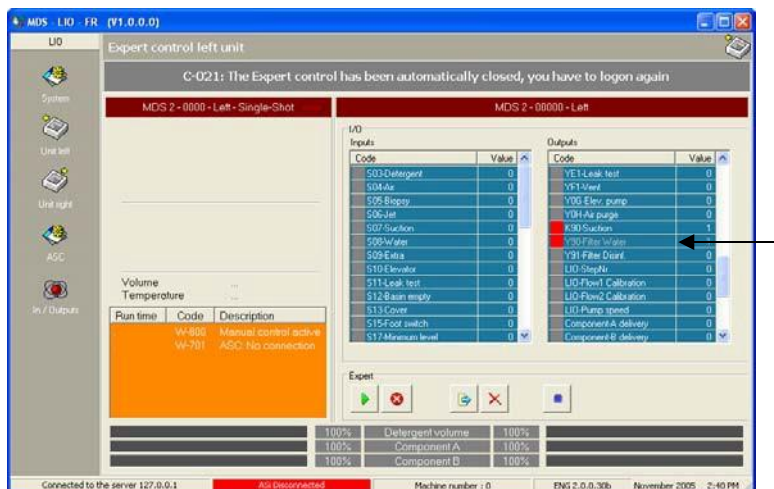 MDS - LIO - FR (V1.0.0.0)
LIO
Expert control left unit
C-021: The Expert control has been automatically closed, you have to logon again
System
Unit left
Unit right
ASC
In / Outputs
MDS 2 - 0000 - Left - Single-Shot
Volume ...
Temperature ...
Run time Code Description
W-800 Manual control active
W-701 ASC: No connection
MDS 2 - 00000 - Left
I/O
Inputs
Code Value
S03-Detergent 0
S04-Air 0
S05-Biopsy 0
S06-Jet 0
S07-Suction 0
S08-Water 0
S09-Extra 0
S10-Elevator 0
S11-Leak test 0
S12-Basin empty 0
S13-Cover 0
S15-Foot switch 0
S17-Minimum level 0
Outputs
Code Value
YE1-Leak test 0
YF1-Vent 0
Y0G-Elev. pump 0
Y0H-Air purge 0
K90-Suction 1
Y90-Filter Water 1
Y91-Filter Disinf. 0
LIO-StepNr 0
LIO-Flow1 Calibration 0
LIO-Flow2 Calibration 0
LIO-Pump speed 0
Component-A delivery 0
Component-B delivery 0
Expert
100% Detergent volume 100%
100% Component A 100%
100% Component B 100%
Connected to the server 127.0.0.1 ASi Disconnected Machine number : 0 ENG 2.0.0.30b November 2005 2:40 PM